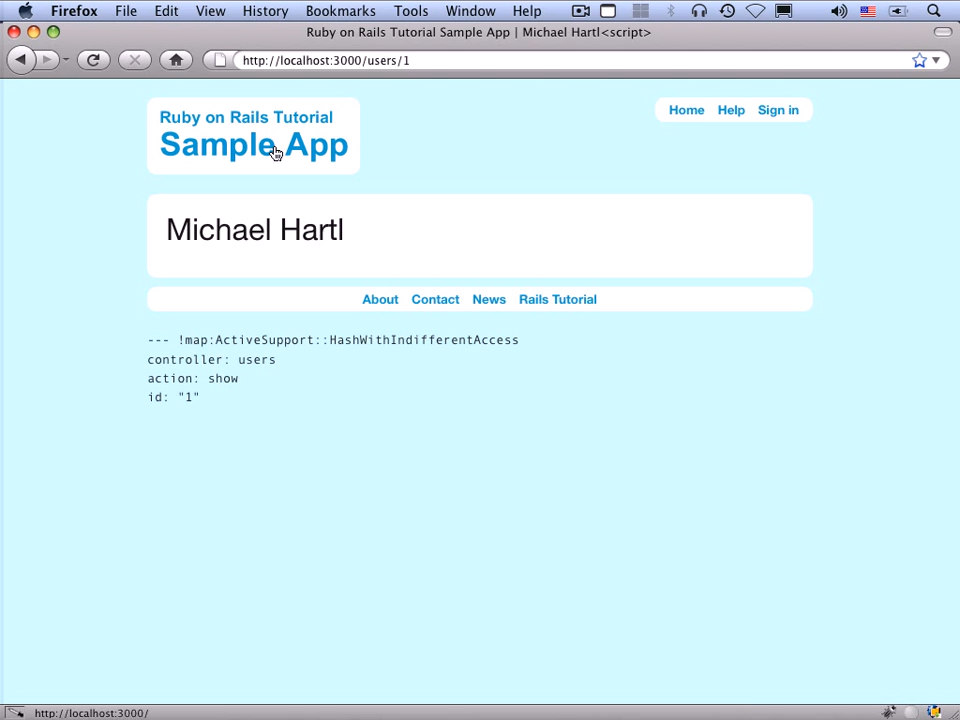 Firefox File Edit View History Bookmarks Tools Window Help
Ruby on Rails Tutorial Sample App | Michael Hartl<script>
http://localhost:3000/users/1
Ruby on Rails Tutorial
Sample App
Home Help Sign in
Michael Hartl
About Contact News Rails Tutorial
--- !map:ActiveSupport::HashWithIndifferentAccess
controller: users
action: show
id: "1"
http://localhost:3000/